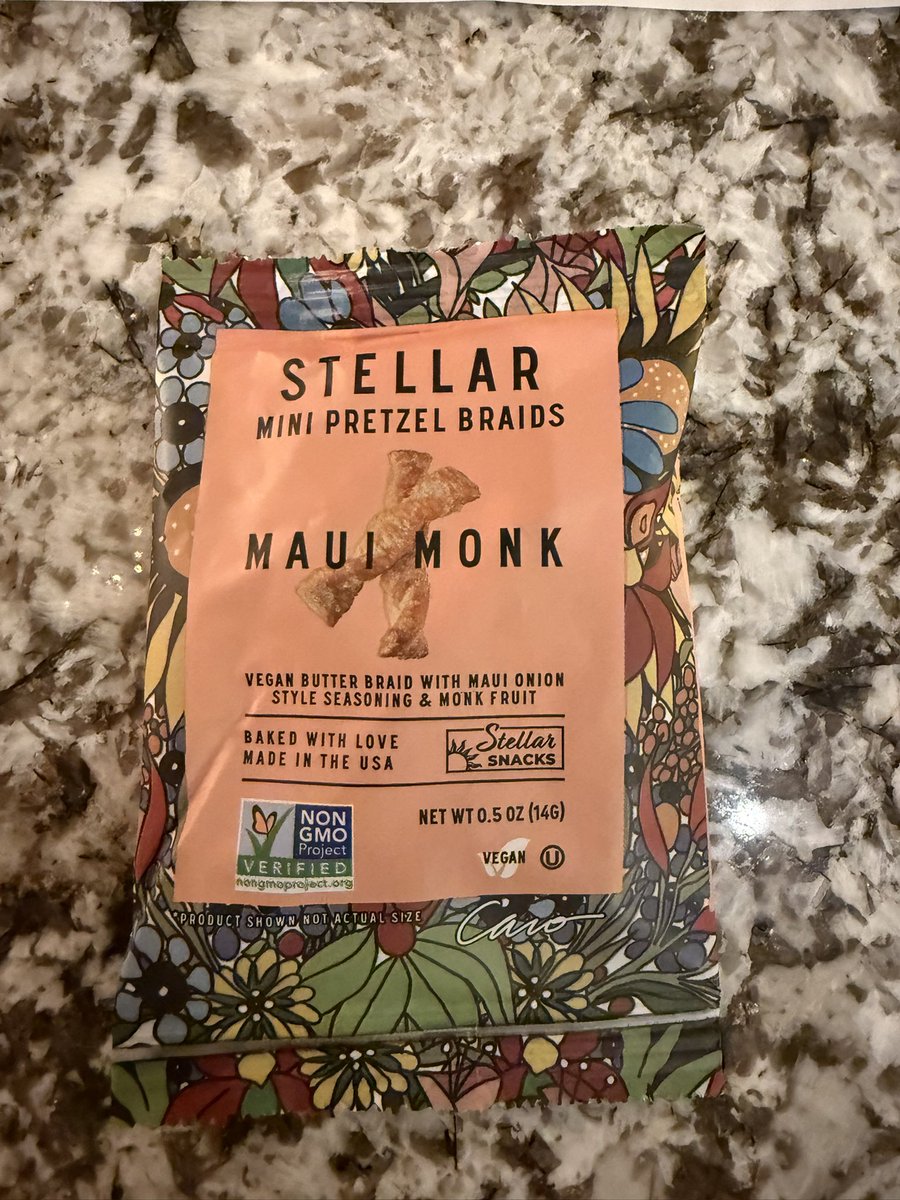 STELLAR
MINI PRETZEL BRAIDS
MAUI MONK
VEGAN BUTTER BRAID WITH MAUI ONION
STYLE SEASONING & MONK FRUIT
BAKED WITH LOVE
MADE IN THE USA
Stellar
SNACKS
NON
GMO
Project
VERIFIED
nongmoproject.org
NET WT 0.5 OZ (14G)
VEGAN
U
*PRODUCT SHOWN NOT ACTUAL SIZE
Caro